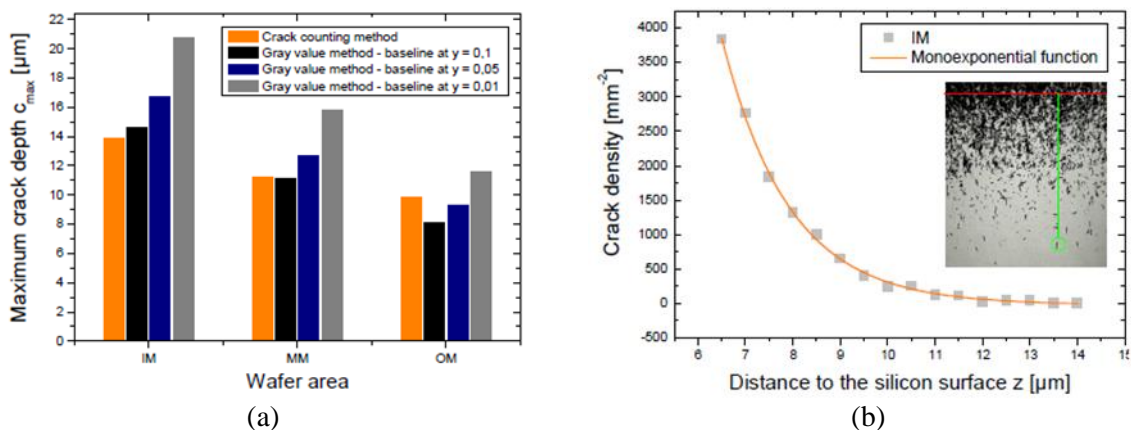 22
20
18
16
14
12
10
8
6
4
2
0
Maximum crack depth c_max [µm]
Crack counting method
Gray value method - baseline at y = 0,1
Gray value method - baseline at y = 0,05
Gray value method - baseline at y = 0,01
IM
MM
OM
Wafer area
(a)
4000
3500
3000
2500
2000
1500
1000
500
0
-500
Crack density [mm⁻²]
IM
Monoexponential function
6 7 8 9 10 11 12 13 14 15
Distance to the silicon surface z [µm]
(b)